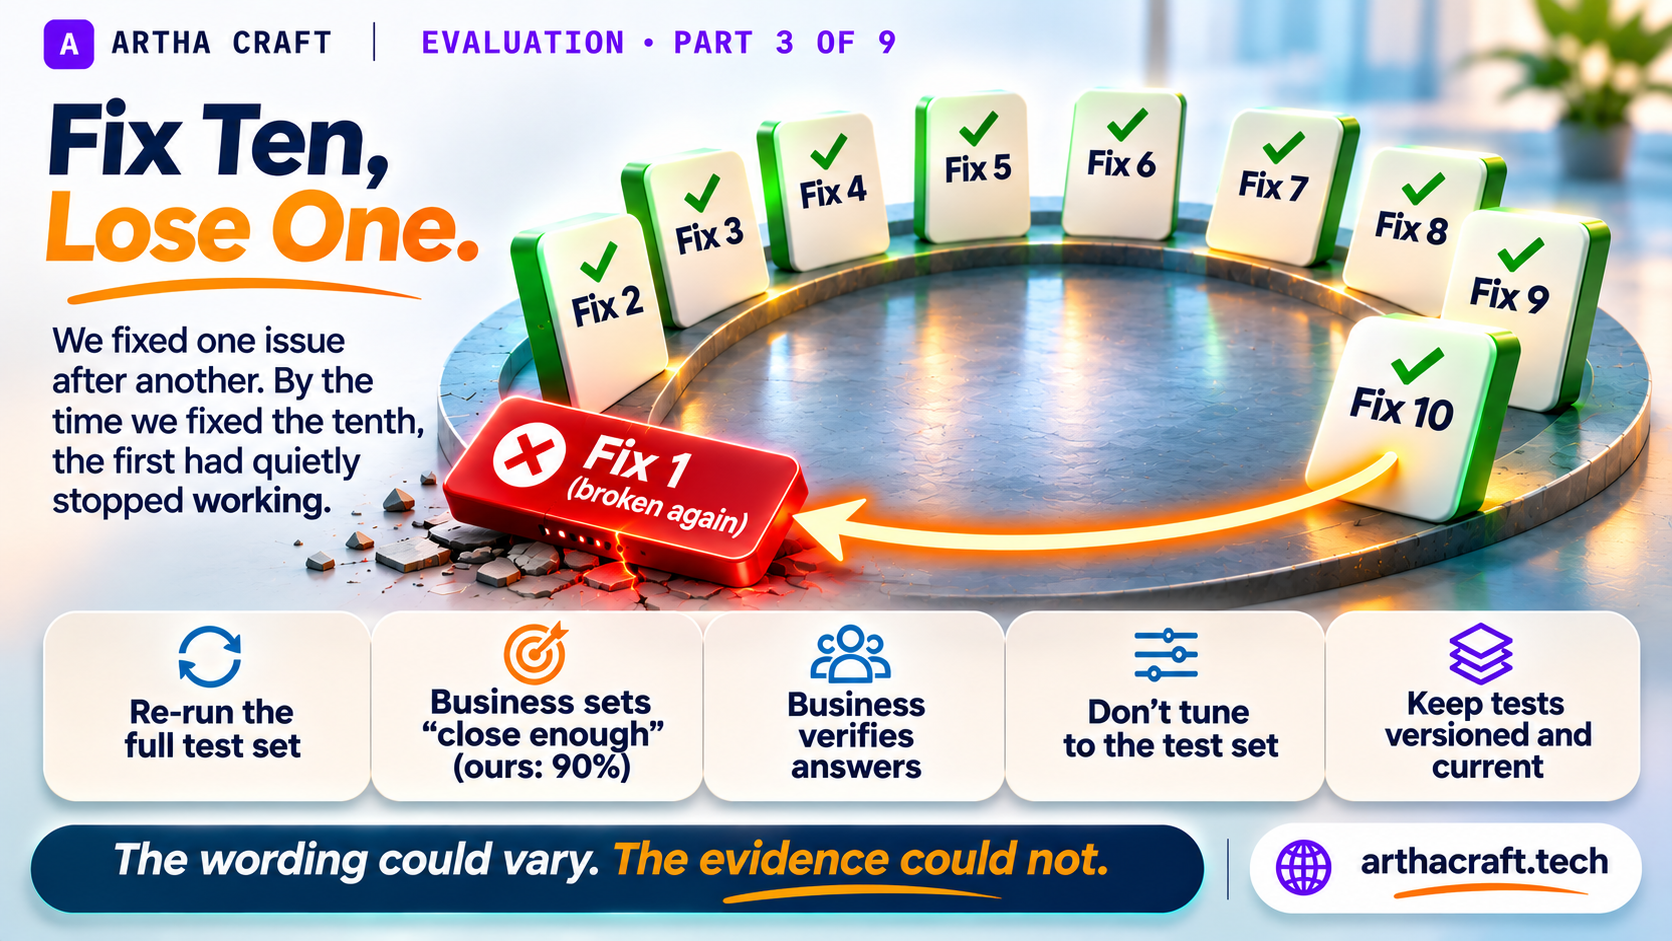 A ARTHA CRAFT
EVALUATION • PART 3 OF 9
Fix Ten,
Lose One.
We fixed one issue
after another. By the
time we fixed the tenth,
the first had quietly
stopped working.
Fix 1
(broken again)
Fix 2
Fix 3
Fix 4
Fix 5
Fix 6
Fix 7
Fix 8
Fix 9
Fix 10
Re-run the
full test set
Business sets
“close enough”
(ours: 90%)
Business
verifies
answers
Don’t tune
to the test set
Keep tests
versioned and
current
The wording could vary. The evidence could not.
arthacraft.tech